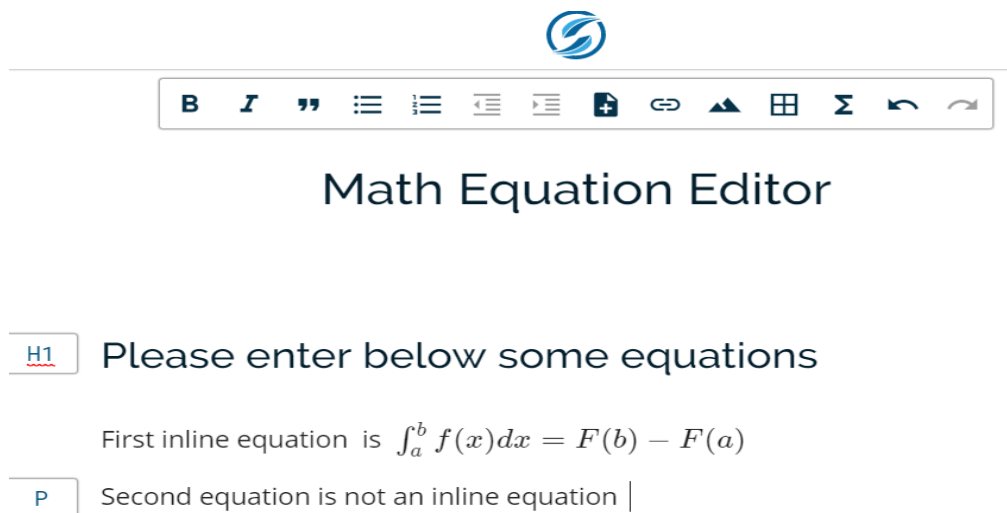 B I
Math Equation Editor
H1 Please enter below some equations
First inline equation is ∫ₐᵇ f(x)dx = F(b) − F(a)
P Second equation is not an inline equation